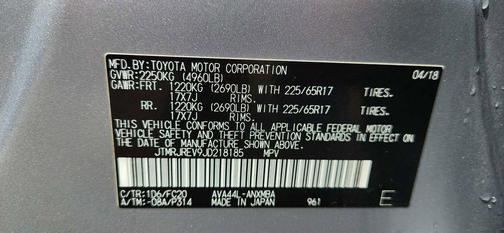 MFD. BY: TOYOTA MOTOR CORPORATION 04/18
GVWR: 2250KG (4960LB)
GAWR: FRT. 1220KG (2690LB) WITH 225/65R17 TIRES.
17X7J RIMS.
RR. 1220KG (2690LB) WITH 225/65R17 TIRES.
17X7J RIMS.
THIS VEHICLE CONFORMS TO ALL APPLICABLE FEDERAL MOTOR
VEHICLE SAFETY AND THEFT PREVENTION STANDARDS IN
EFFECT ON THE DATE OF MANUFACTURE SHOWN ABOVE.
JTMRJREV9JD218185 MPV
C/TR: 1D6/FC20 AVA44L-ANXMBA
A/TM: -08A/P314 MADE IN JAPAN 961 E